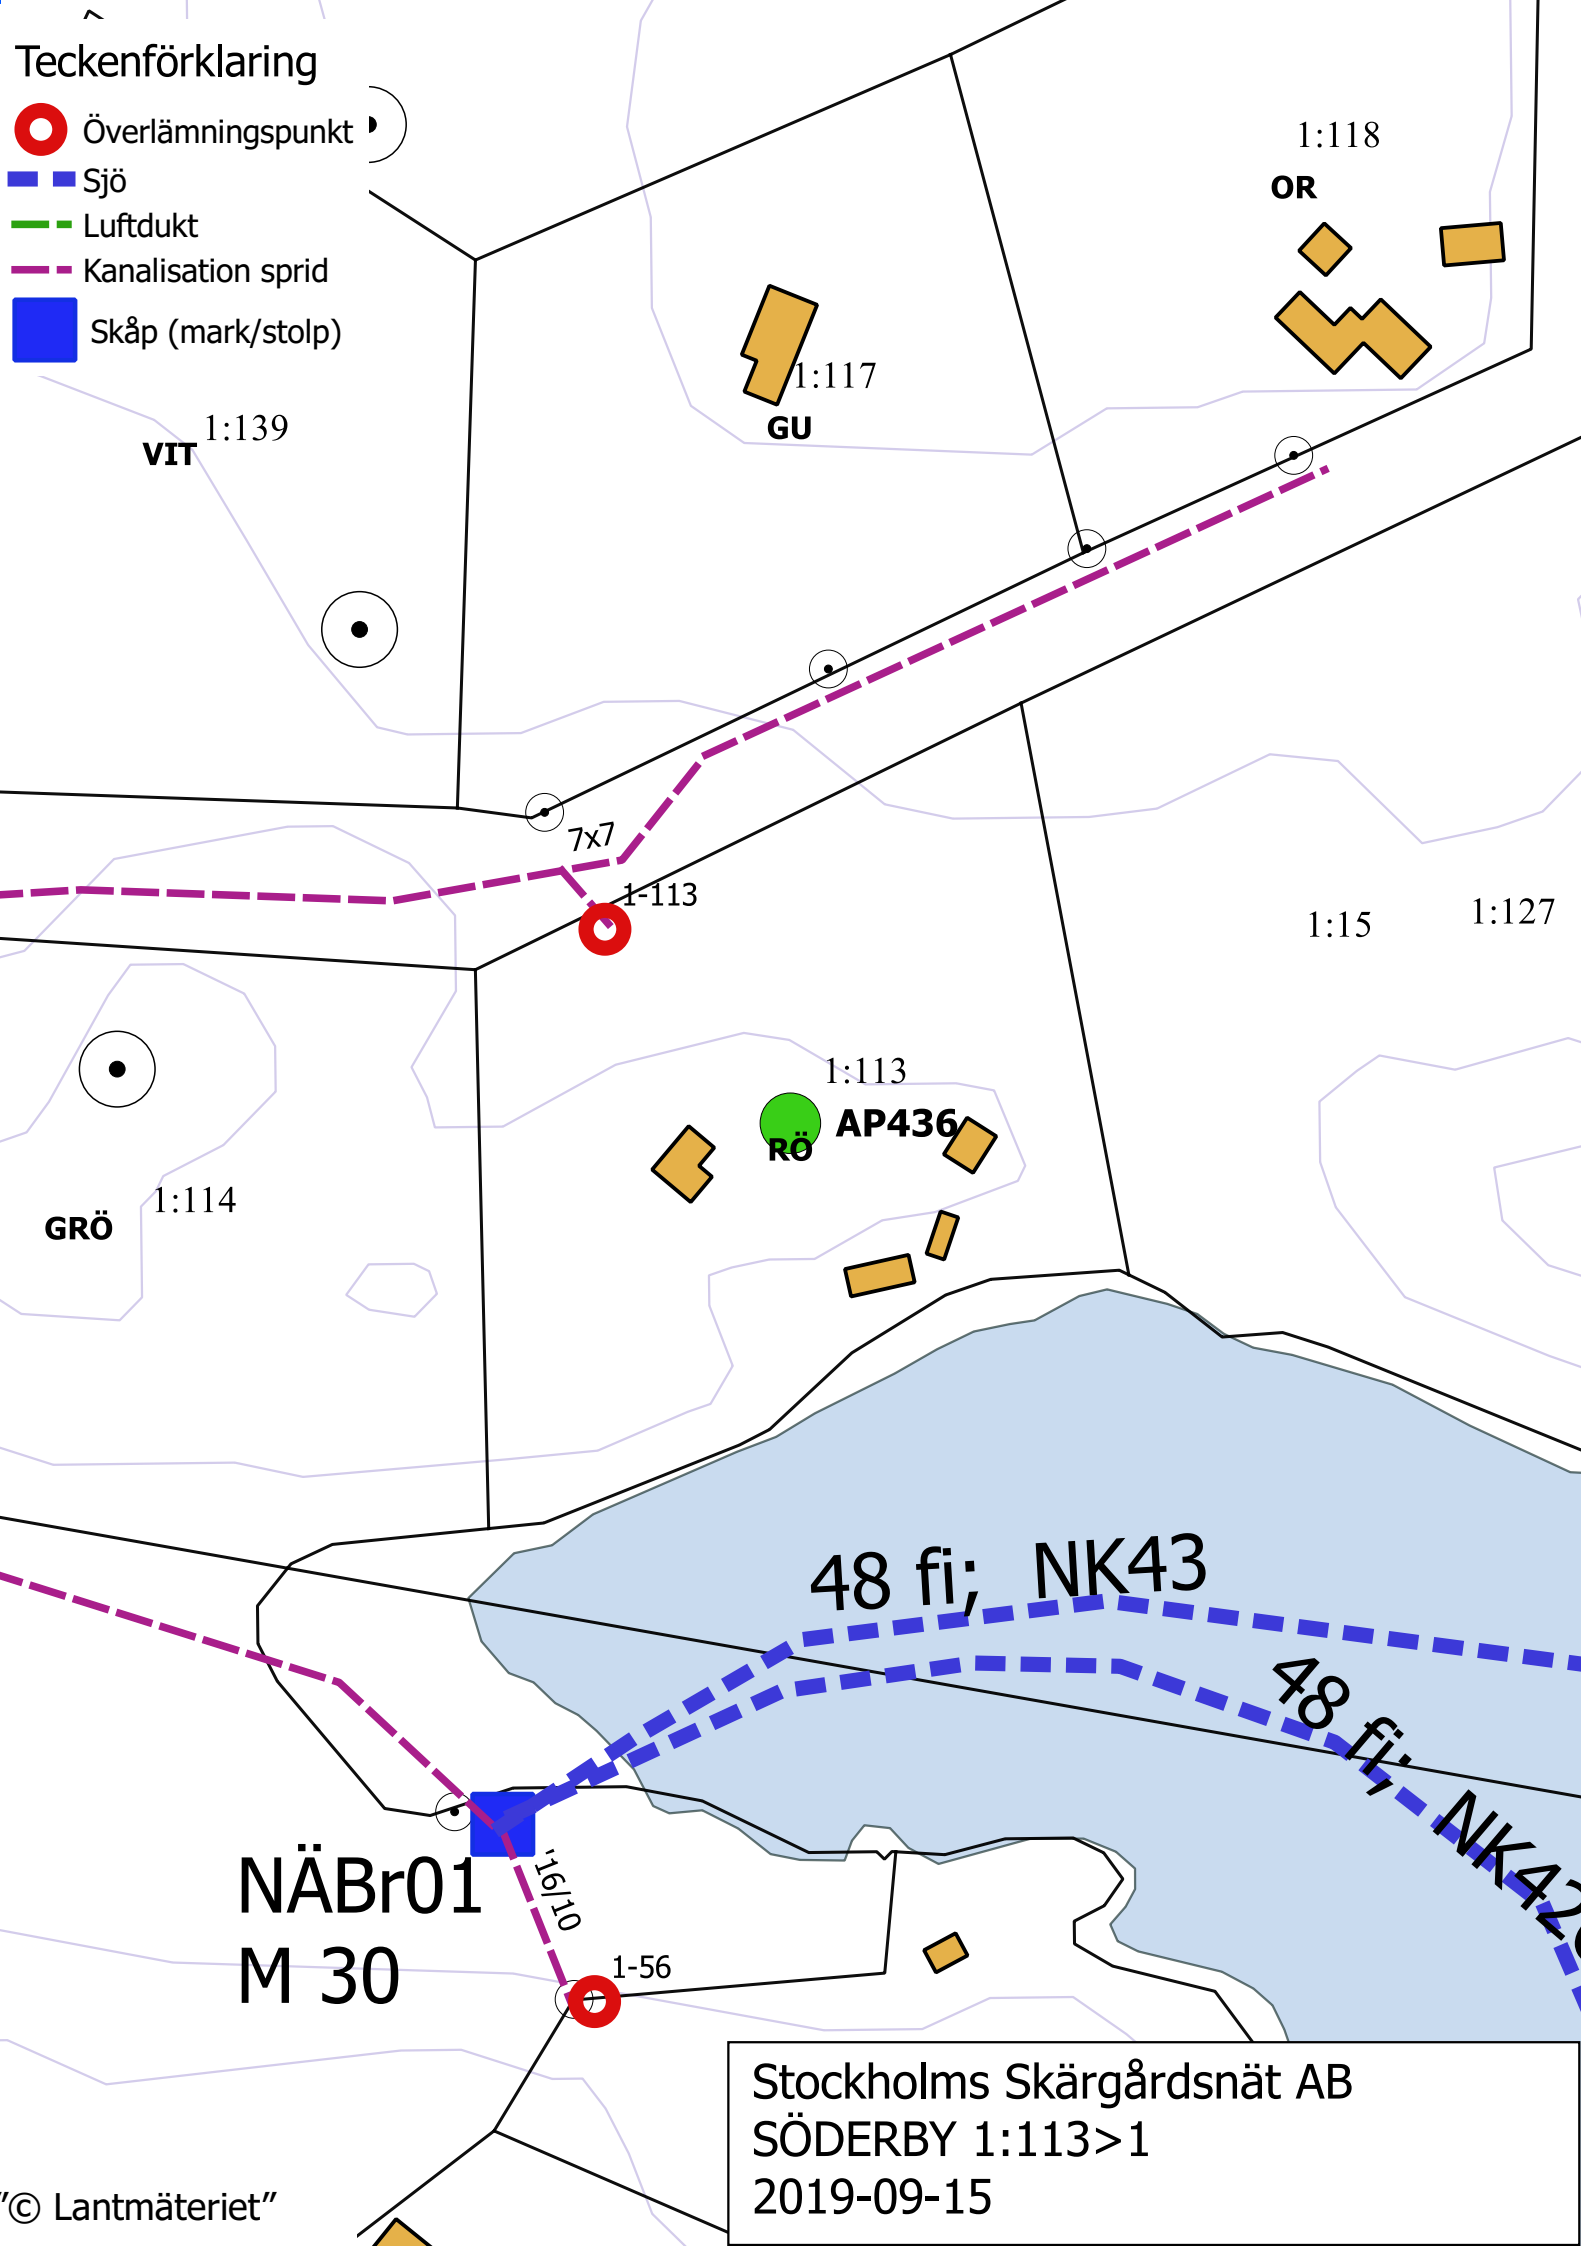 Teckenförklaring
Överlämningspunkt
Sjö
Luftdukt
Kanalisation sprid
Skåp (mark/stolp)
1:118
OR
1:117
GU
1:139
VIT
7x7
1-113
1:15
1:127
1:113
AP436
RÖ
1:114
GRÖ
48 fi; NK43
48 fi; NK42
NÄBr01
M 30
'16/10
1-56
Stockholms Skärgårdsnät AB
SÖDERBY 1:113>1
2019-09-15
"© Lantmäteriet"